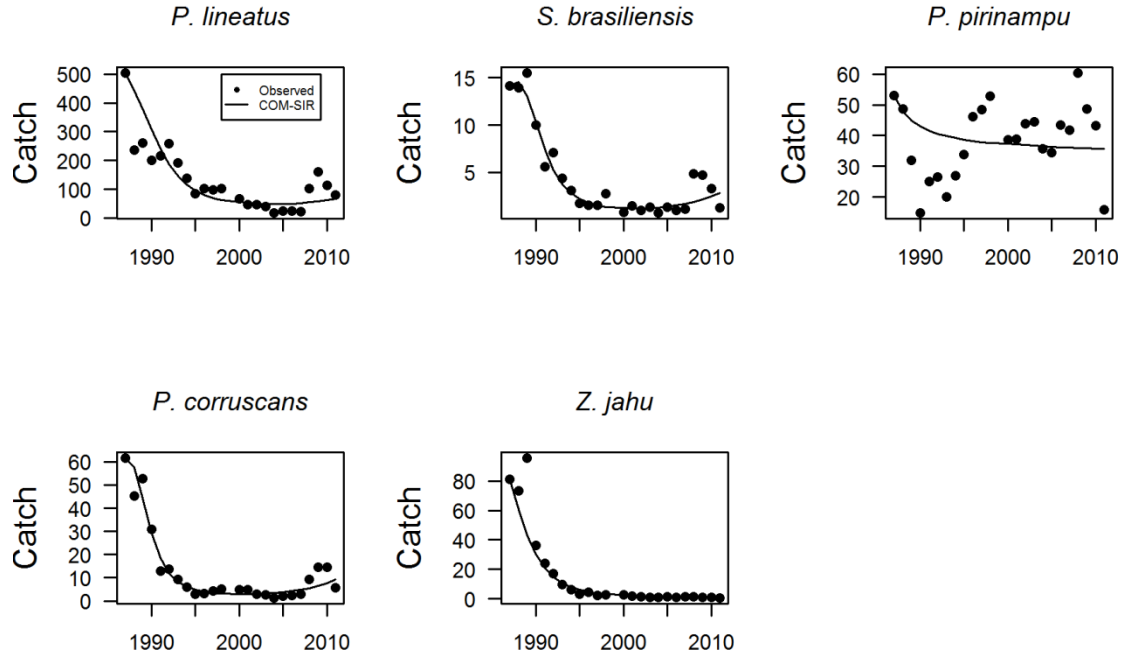 P. lineatus
Catch
500
400
300
200
100
0
Observed
COM-SIR
1990 2000 2010
S. brasiliensis
Catch
15
10
5
1990 2000 2010
P. pirinampu
Catch
60
50
40
30
20
1990 2000 2010
P. corruscans
Catch
60
50
40
30
20
10
0
1990 2000 2010
Z. jahu
Catch
80
60
40
20
0
1990 2000 2010